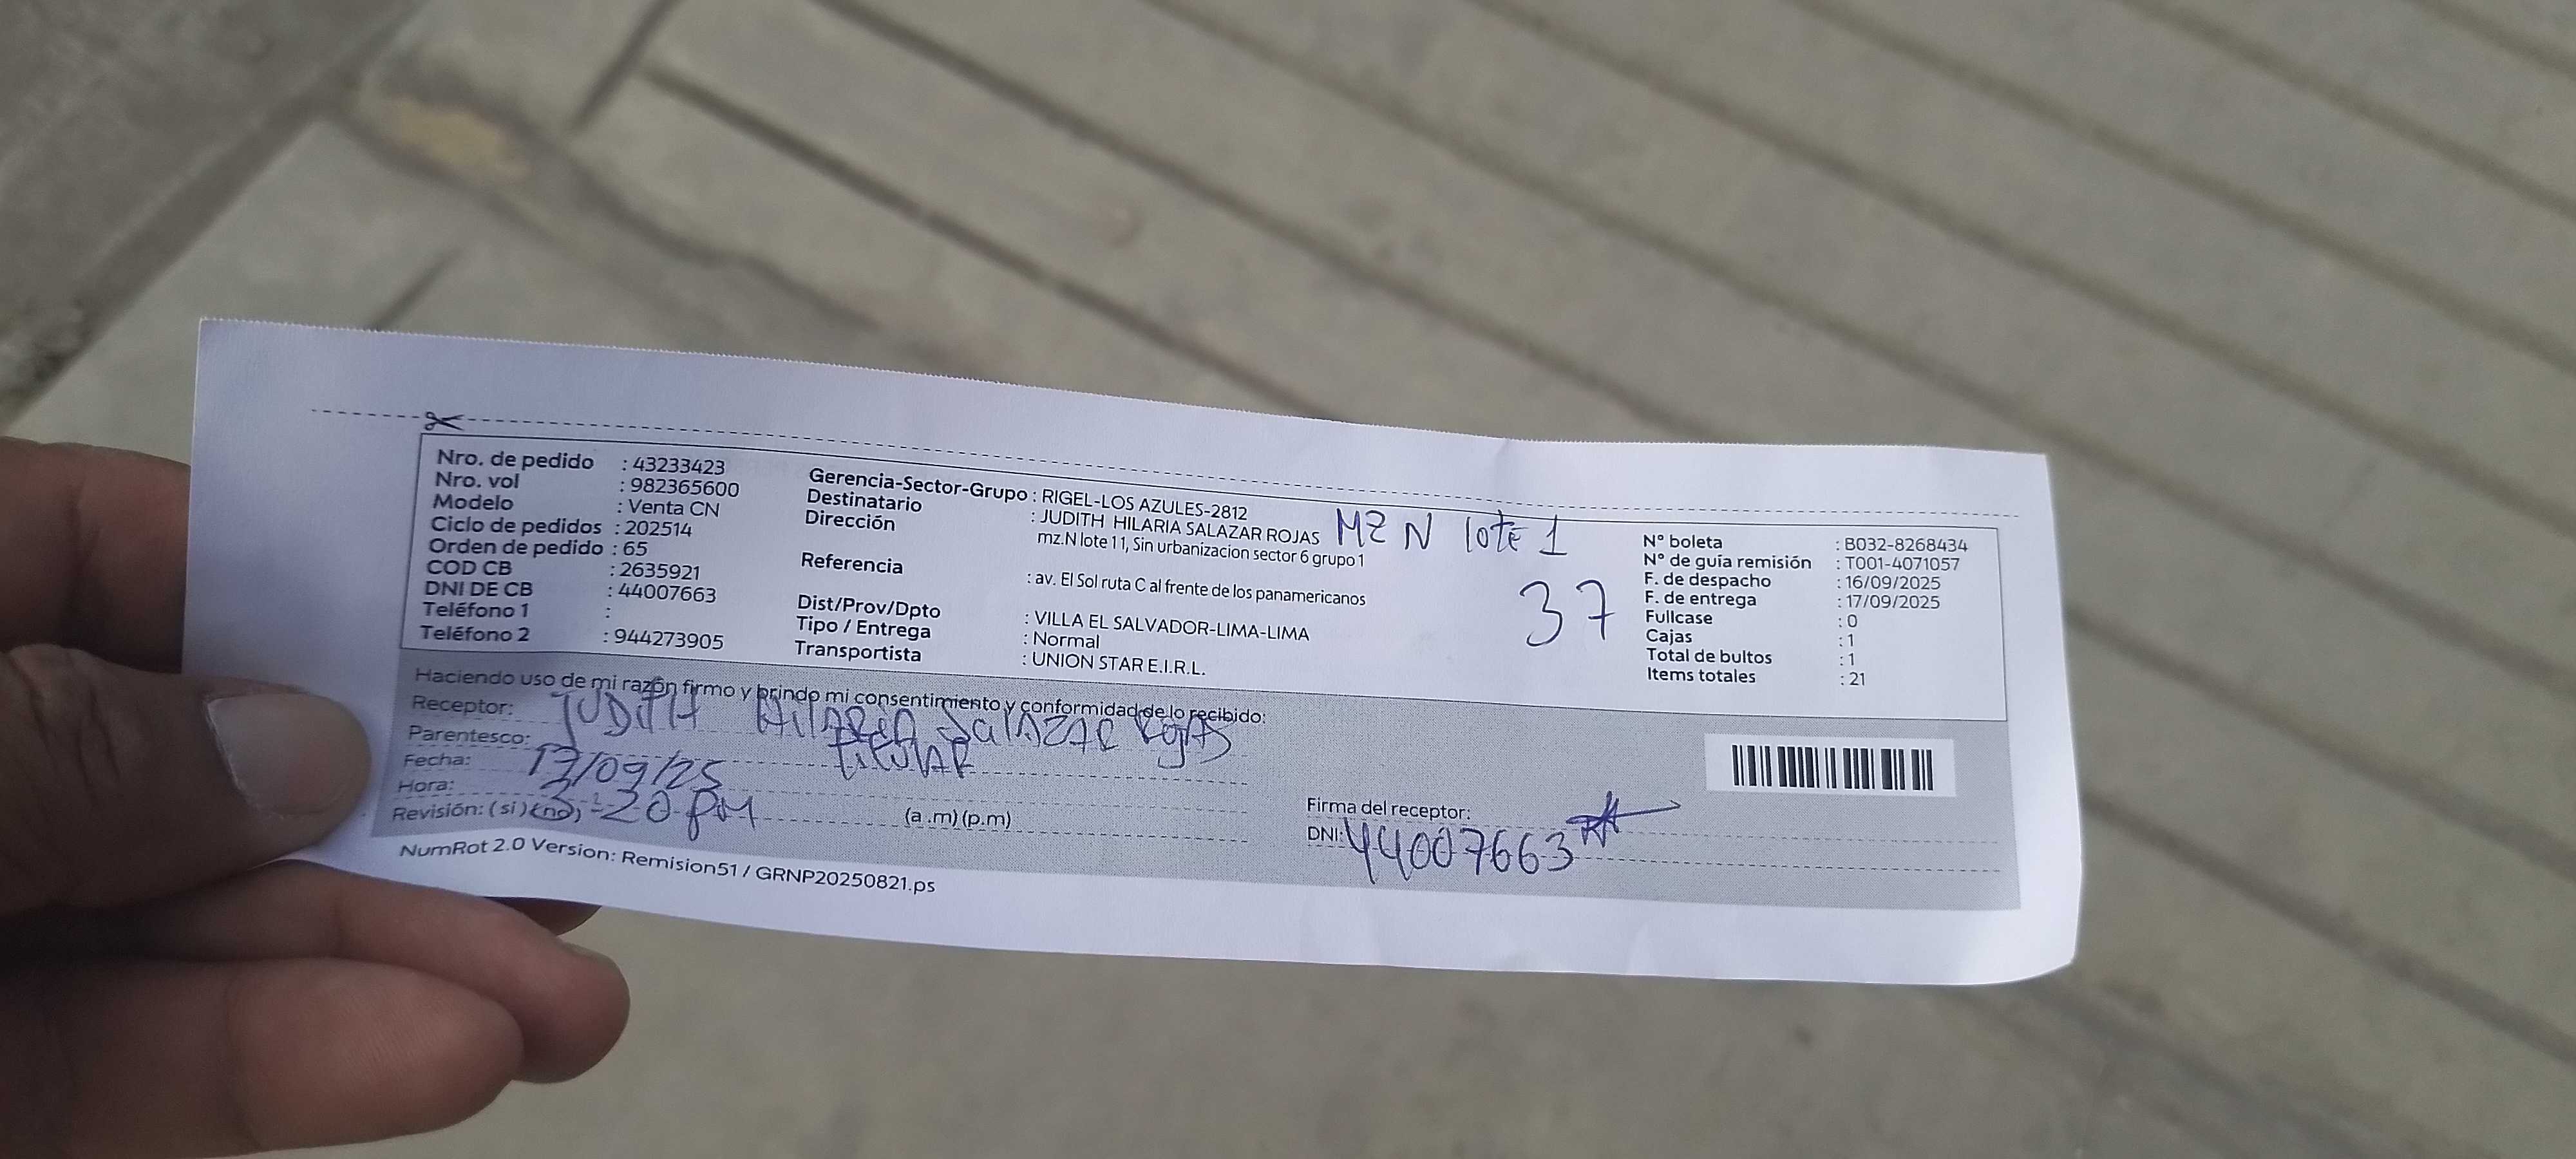 Nro. de pedido : 43233423
Nro. vol : 982365600
Modelo : Venta CN
Ciclo de pedidos : 202514
Orden de pedido : 65
COD CB : 2635921
DNI DE CB : 44007663
Teléfono 1 :
Teléfono 2 : 944273905
Gerencia-Sector-Grupo : RIGEL-LOS AZULES-2812
Destinatario : JUDITH HILARIA SALAZAR ROJAS
Dirección mz.N lote 11, Sin urbanizacion sector 6 grupo 1
Referencia : av. El Sol ruta C al frente de los panamericanos
Dist/Prov/Dpto : VILLA EL SALVADOR-LIMA-LIMA
Tipo / Entrega : Normal
Transportista : UNION STAR E.I.R.L.
MZ N lote 1
37
N° boleta : B032-8268434
N° de guía remisión : T001-4071057
F. de despacho : 16/09/2025
F. de entrega : 17/09/2025
Fullcase : 0
Cajas : 1
Total de bultos : 1
Items totales : 21
Haciendo uso de mi razón firmo y brindo mi consentimiento y conformidad de lo recibido:
Receptor: JUDITH HILAREA SALAZAR ROJAS
Parentesco: titular
Fecha: 17/09/25
Hora: 20 pm (a .m) (p.m)
Revisión: (si) (no)
Firma del receptor:
DNI: 44007663
NumRot 2.0 Version: Remision51 / GRNP20250821.ps